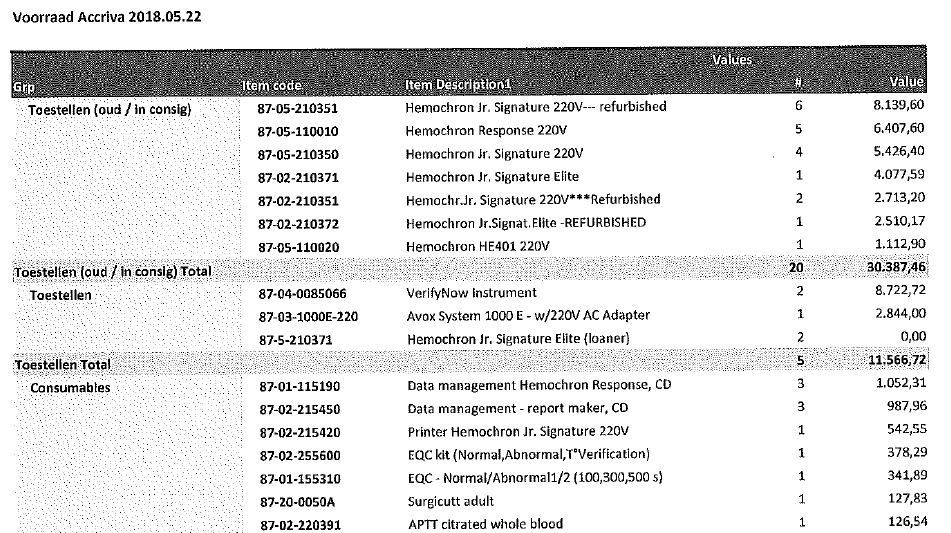 Voorraad Accriva 2018.05.22
Values
Grp Item code Item Description1 # Value
Toestellen (oud / in consig) 87-05-210351 Hemochron Jr. Signature 220V--- refurbished 6 8.139,60
87-05-110010 Hemochron Response 220V 5 6.407,60
87-05-210350 Hemochron Jr. Signature 220V 4 5.426,40
87-02-210371 Hemochron Jr. Signature Elite 1 4.077,59
87-02-210351 Hemochr.Jr. Signature 220V***Refurbished 2 2.713,20
87-02-210372 Hemochron Jr.Signat.Elite -REFURBISHED 1 2.510,17
87-05-110020 Hemochron HE401 220V 1 1.112,90
Toestellen (oud / in consig) Total 20 30.387,46
Toestellen 87-04-0085066 VerifyNow Instrument 2 8.722,72
87-03-1000E-220 Avox System 1000 E - w/220V AC Adapter 1 2.844,00
87-5-210371 Hemochron Jr. Signature Elite (loaner) 2 0,00
Toestellen Total 5 11.566,72
Consumables 87-01-115190 Data management Hemochron Response, CD 3 1.052,31
87-02-215450 Data management - report maker, CD 3 987,96
87-02-215420 Printer Hemochron Jr. Signature 220V 1 542,55
87-02-255600 EQC kit (Normal,Abnormal,T°Verification) 1 378,29
87-01-155310 EQC - Normal/Abnormal1/2 (100,300,500 s) 1 341,89
87-20-0050A Surgicutt adult 1 127,83
87-02-220391 APTT citrated whole blood 1 126,54